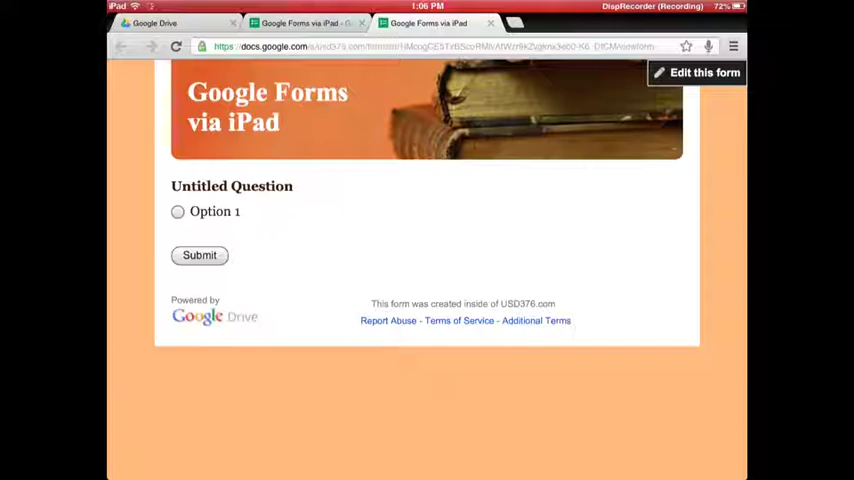 iPad 1:06 PM DispRecorder (Recording) 72%
Google Drive Google Forms via iPad - G Google Forms via iPad
https://docs.google.com
Edit this form
Google Forms
via iPad
Untitled Question
Option 1
Submit
Powered by
Google Drive
This form was created inside of USD376.com
Report Abuse - Terms of Service - Additional Terms